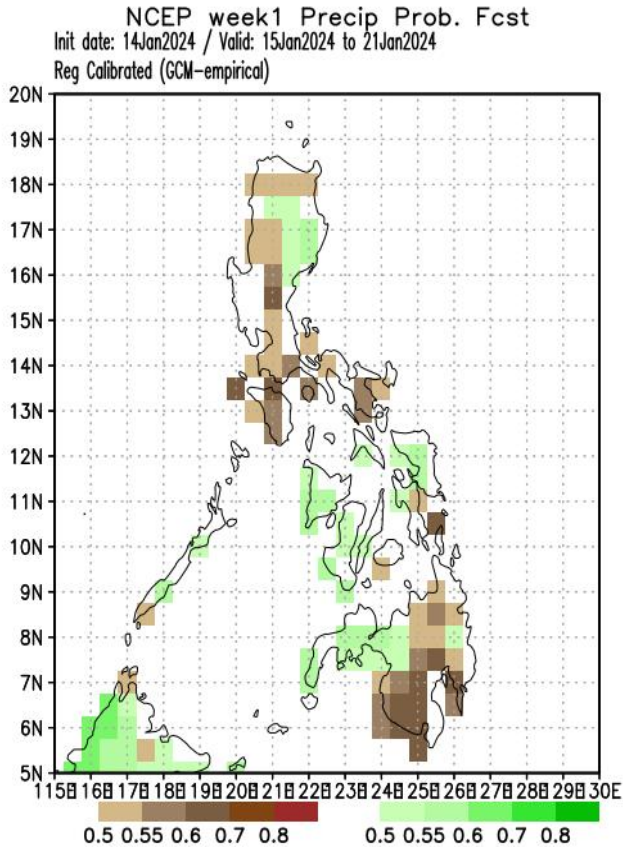 NCEP week1 Precip Prob. Fcst
Init date: 14Jan2024 / Valid: 15Jan2024 to 21Jan2024
Reg Calibrated (GCM-empirical)
20N
19N
18N
17N
16N
15N
14N
13N
12N
11N
10N
9N
8N
7N
6N
5N
115E 116E 117E 118E 119E 120E 121E 122E 123E 124E 125E 126E 127E 128E 129E 130E
0.5 0.55 0.6 0.7 0.8 0.5 0.55 0.6 0.7 0.8